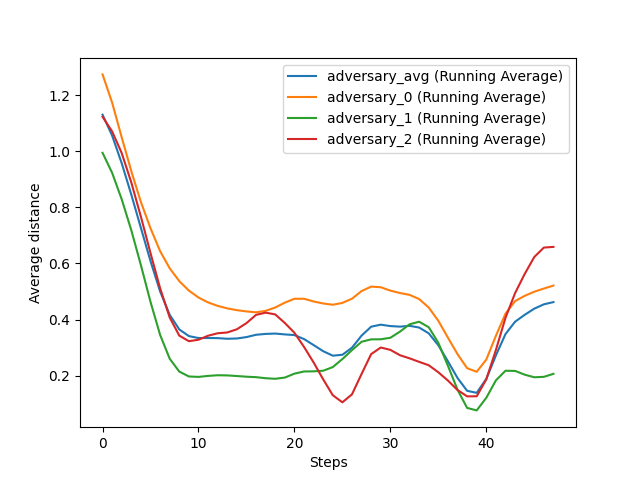 adversary_avg (Running Average)
adversary_0 (Running Average)
adversary_1 (Running Average)
adversary_2 (Running Average)
1.2
1.0
0.8
0.6
0.4
0.2
Average distance
0 10 20 30 40
Steps